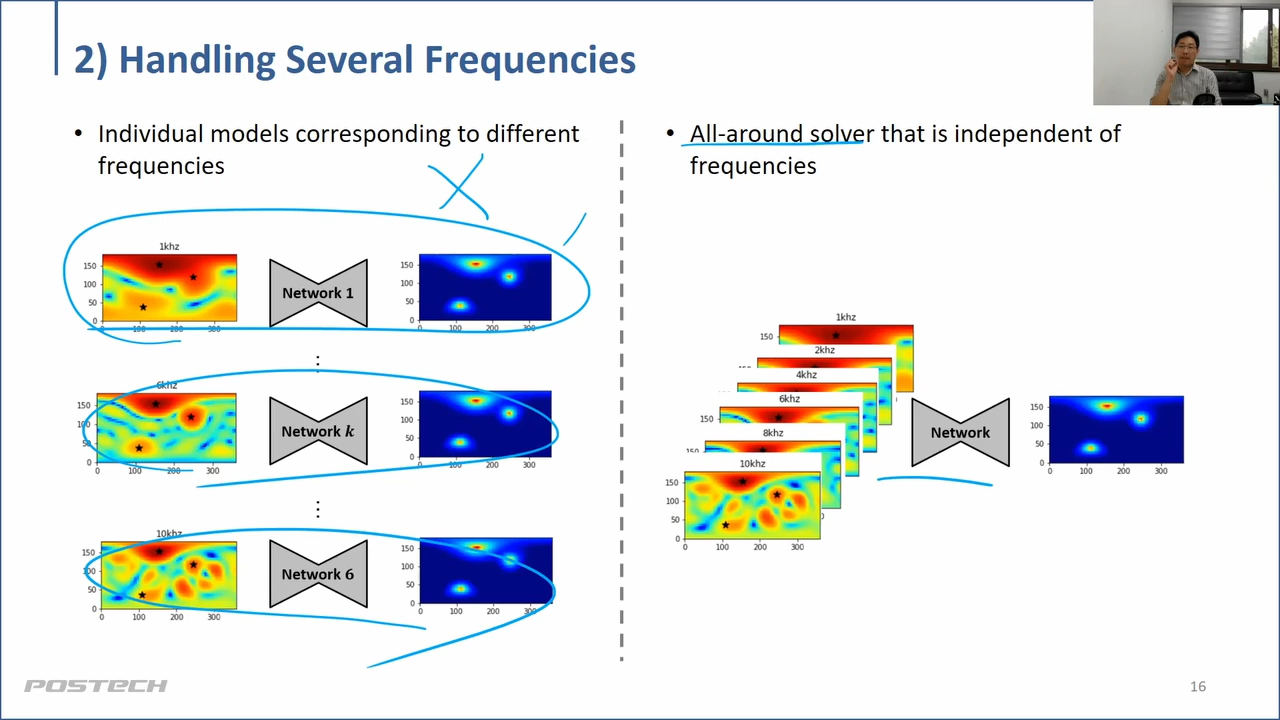 2) Handling Several Frequencies
• Individual models corresponding to different
frequencies
1khz
150
100
50
0
0 100 200 300
Network 1
150
100
50
0
0 100 200 300
⋮
6khz
150
100
50
0
0 100 200 300
Network k
150
100
50
0
0 100 200 300
⋮
10khz
150
100
50
0
0 100 200 300
Network 6
150
100
50
0
0 100 200 300
• All-around solver that is independent of
frequencies
1khz
150
2khz
4khz
6khz
150
8khz
150
10khz
150
100
50
0
0 100 200 300
Network
150
100
50
0
0 100 200 300
POSTECH
16